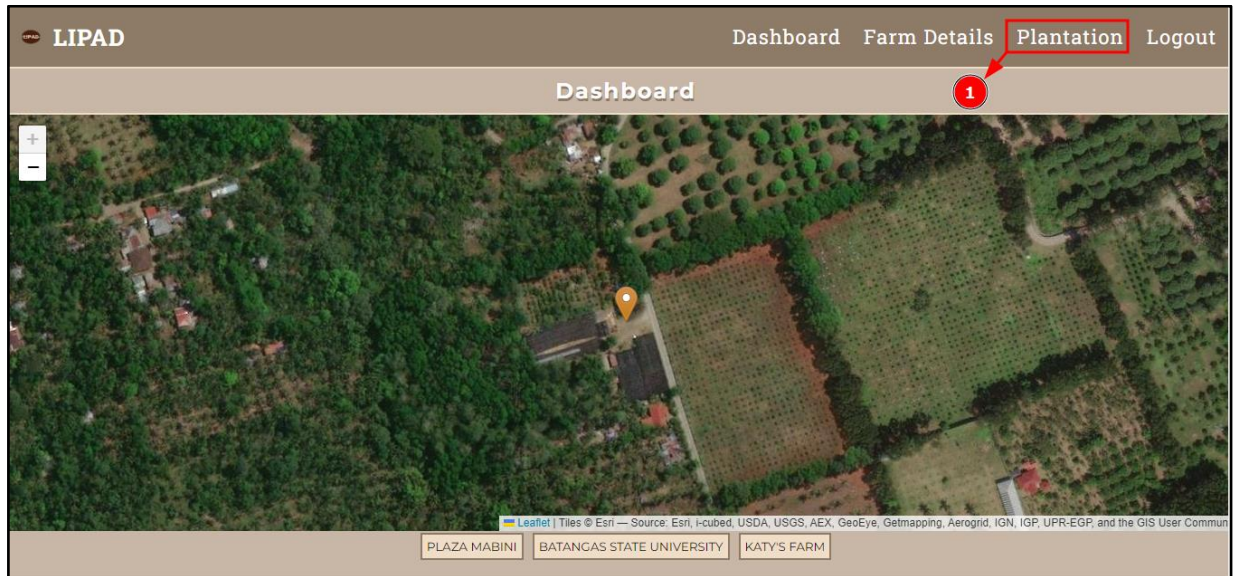 LIPAD
Dashboard Farm Details Plantation Logout
Dashboard
1
+
−
Leaflet | Tiles © Esri — Source: Esri, i-cubed, USDA, USGS, AEX, GeoEye, Getmapping, Aerogrid, IGN, IGP, UPR-EGP, and the GIS User Commun
PLAZA MABINI BATANGAS STATE UNIVERSITY KATY'S FARM